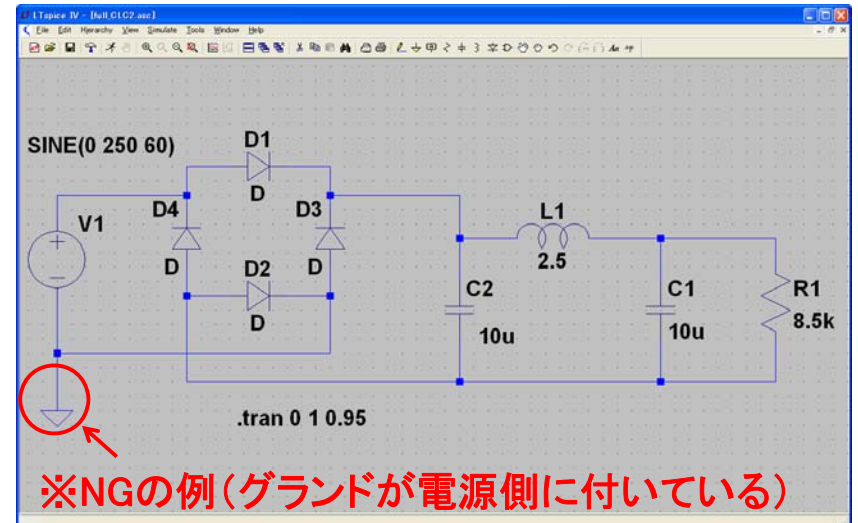 LTspice IV - [full_CLC2.asc]
File Edit Hierarchy View Simulate Tools Window Help
SINE(0 250 60)
D1
D
D4
D3
V1
D
D2
D
D
L1
2.5
C2
C1
R1
10u
10u
8.5k
.tran 0 1 0.95
※NGの例(グランドが電源側に付いている)